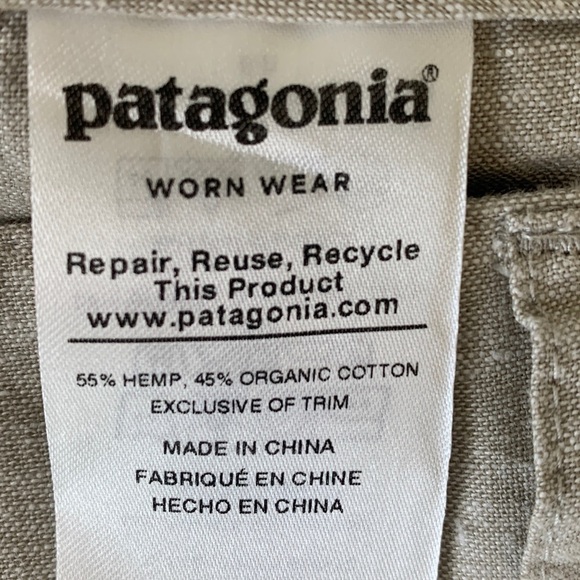 patagonia®
WORN WEAR
Repair, Reuse, Recycle
This Product
www.patagonia.com
55% HEMP, 45% ORGANIC COTTON
EXCLUSIVE OF TRIM
MADE IN CHINA
FABRIQUÉ EN CHINE
HECHO EN CHINA